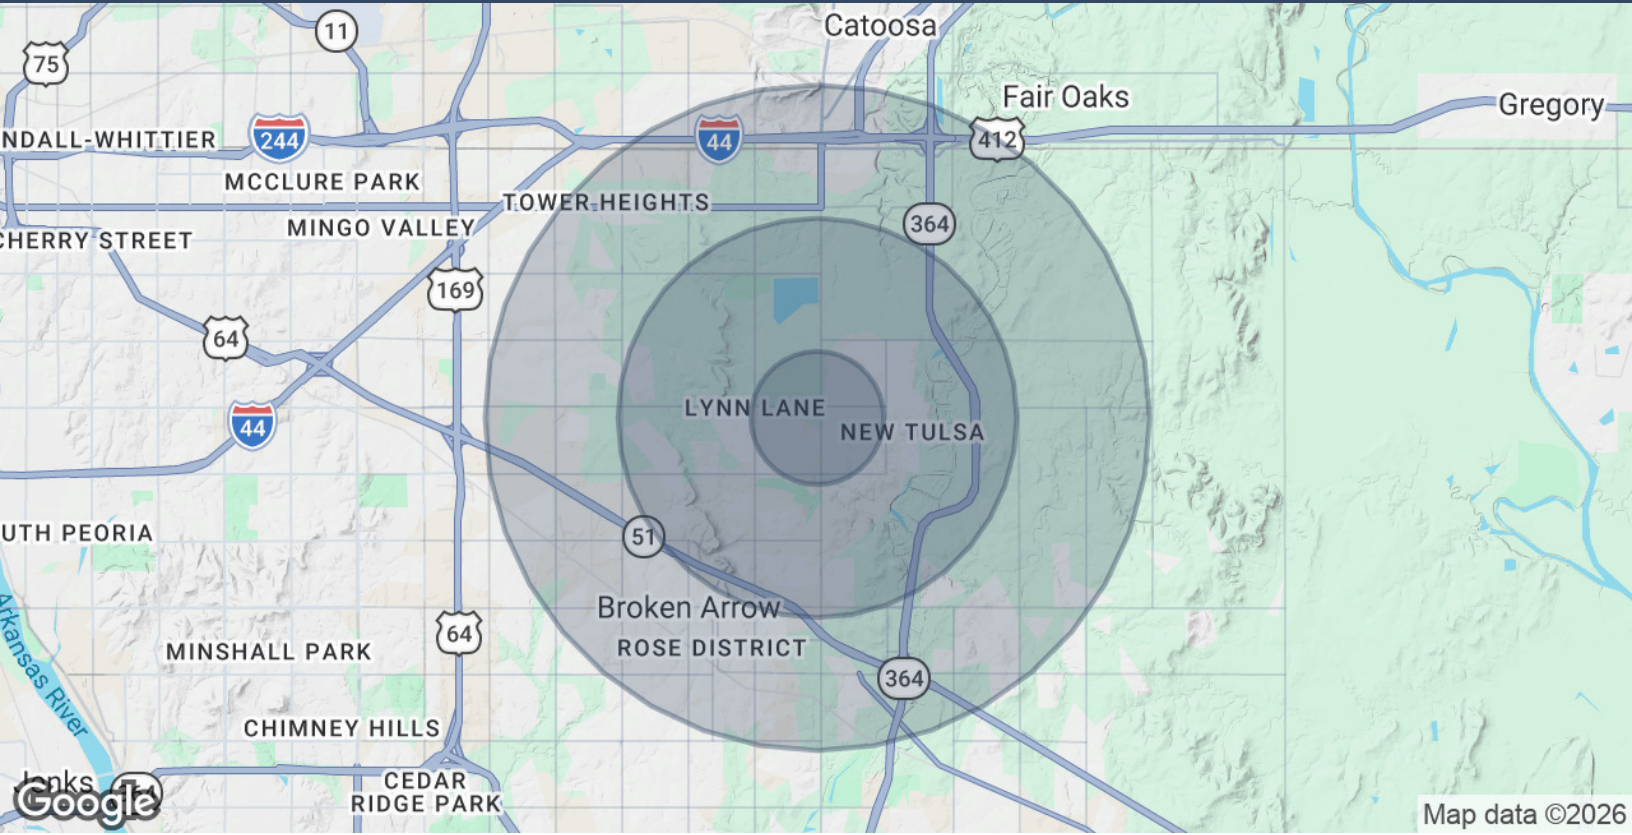 Catoosa
11
75
Fair Oaks
Gregory
NDALL-WHITTIER
244
44
412
MCCLURE PARK
TOWER HEIGHTS
MINGO VALLEY
364
CHERRY STREET
169
64
LYNN LANE
44
NEW TULSA
UTH PEORIA
51
Broken Arrow
64
ROSE DISTRICT
MINSHALL PARK
Arkansas River
364
CHIMNEY HILLS
Jenks
CEDAR
RIDGE PARK
Google
Map data ©2026